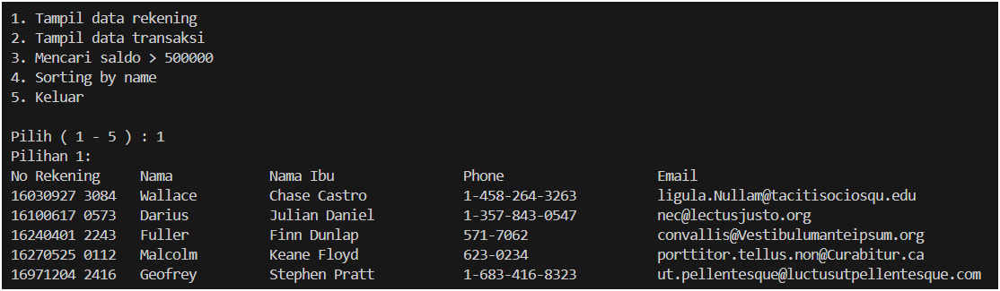 1. Tampil data rekening
2. Tampil data transaksi
3. Mencari saldo > 500000
4. Sorting by name
5. Keluar
Pilih ( 1 - 5 ) : 1
Pilihan 1:
No Rekening Nama Nama Ibu Phone Email
16030927 3084 Wallace Chase Castro 1-458-264-3263 ligula.Nullam@tacitisociosqu.edu
16100617 0573 Darius Julian Daniel 1-357-843-0547 nec@lectusjusto.org
16240401 2243 Fuller Finn Dunlap 571-7062 convallis@Vestibulumanteipsum.org
16270525 0112 Malcolm Keane Floyd 623-0234 porttitor.tellus.non@Curabitur.ca
16971204 2416 Geofrey Stephen Pratt 1-683-416-8323 ut.pellentesque@luctusutpellentesque.com